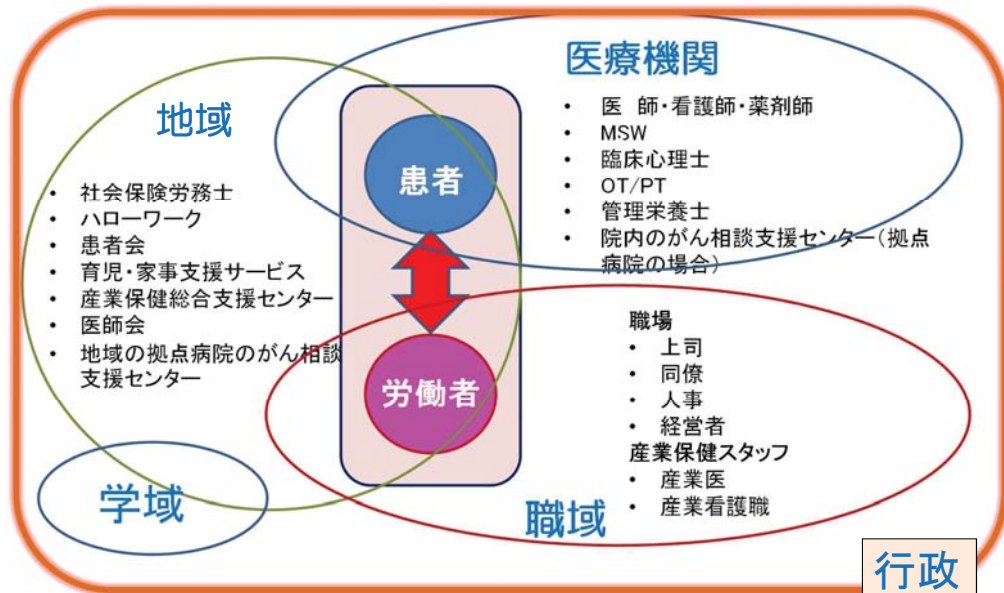 医療機関
• 医 師・看護師・薬剤師
• MSW
• 臨床心理士
• OT/PT
• 管理栄養士
• 院内のがん相談支援センター（拠点
病院の場合）
地域
• 社会保険労務士
• ハローワーク
• 患者会
• 育児・家事支援サービス
• 産業保健総合支援センター
• 医師会
• 地域の拠点病院のがん相談
支援センター
患者
労働者
職場
• 上司
• 同僚
• 人事
• 経営者
産業保健スタッフ
• 産業医
• 産業看護職
職域
学域
行政